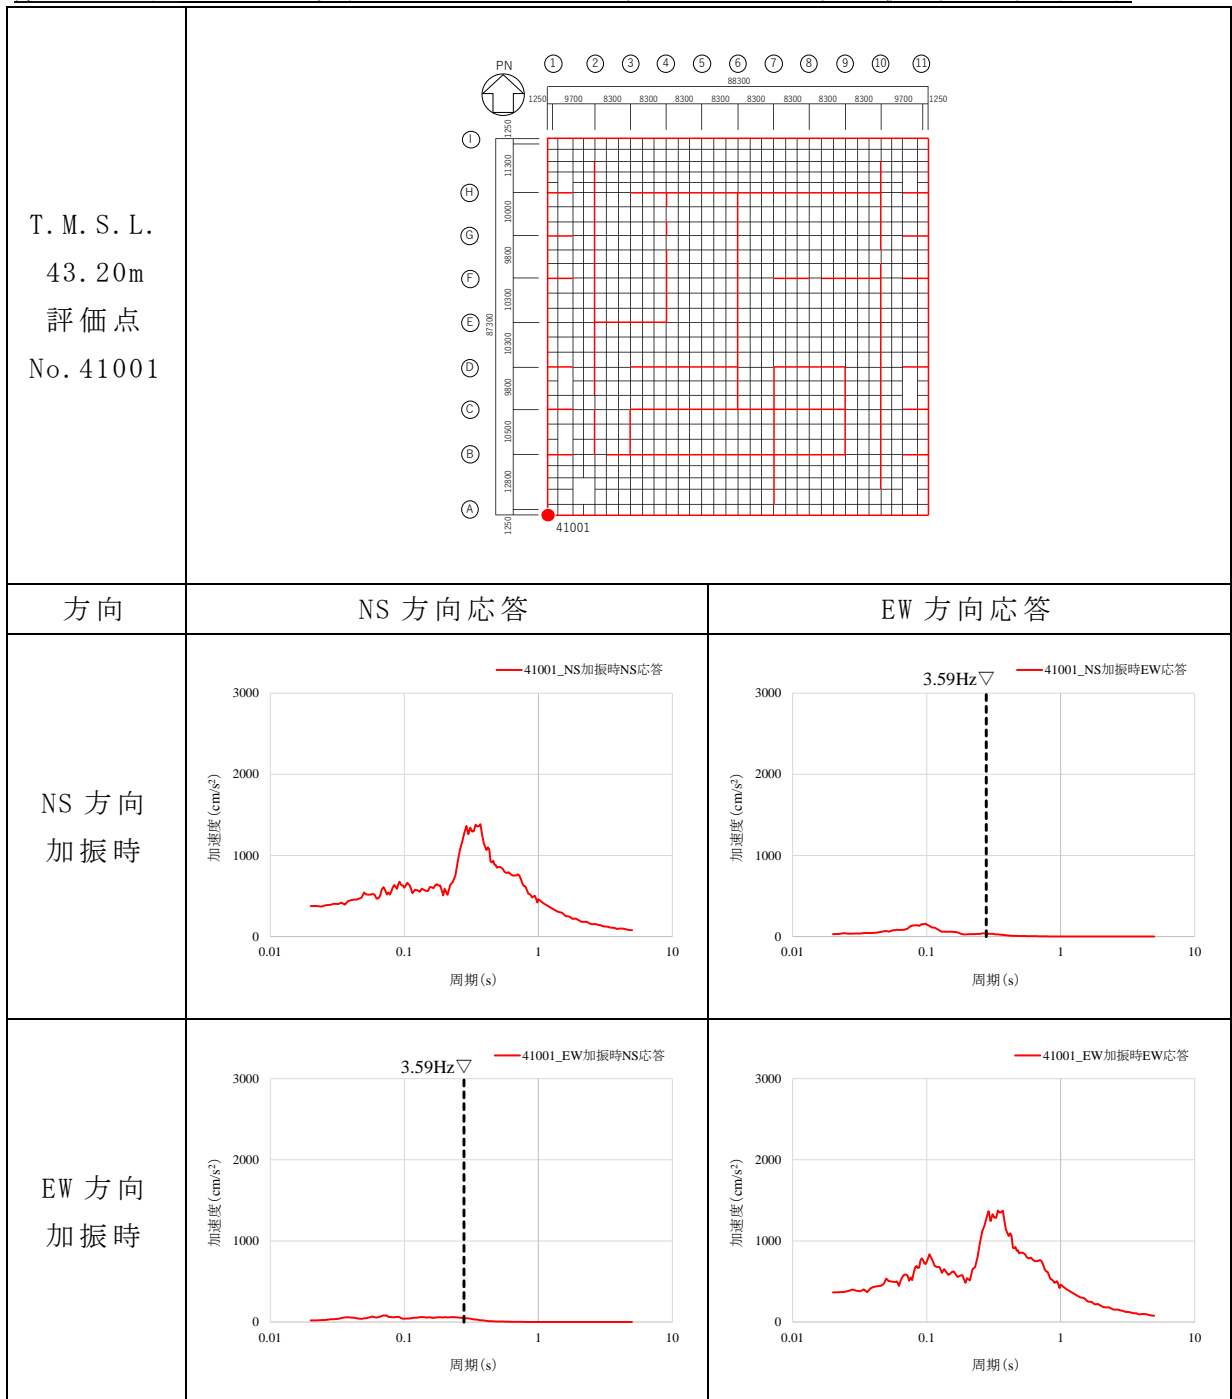 T.M.S.L.
43.20m
評価点
No.41001
PN
1 2 3 4 5 6 7 8 9 10 11
88300
1250 9700 8300 8300 8300 8300 8300 8300 8300 8300 9700 1250
I
H
G
F
E
D
C
B
A
1250
11300
10000
9800
10300
10300
9800
10500
12800
1250
87300
41001
方向
NS 方向応答
EW 方向応答
NS 方向
加振時
41001_NS加振時NS応答
3000
2000
1000
0
加速度(cm/s²)
0.01 0.1 1 10
周期(s)
3.59Hz▽
41001_NS加振時EW応答
3000
2000
1000
0
加速度(cm/s²)
0.01 0.1 1 10
周期(s)
EW 方向
加振時
3.59Hz▽
41001_EW加振時NS応答
3000
2000
1000
0
加速度(cm/s²)
0.01 0.1 1 10
周期(s)
41001_EW加振時EW応答
3000
2000
1000
0
加速度(cm/s²)
0.01 0.1 1 10
周期(s)